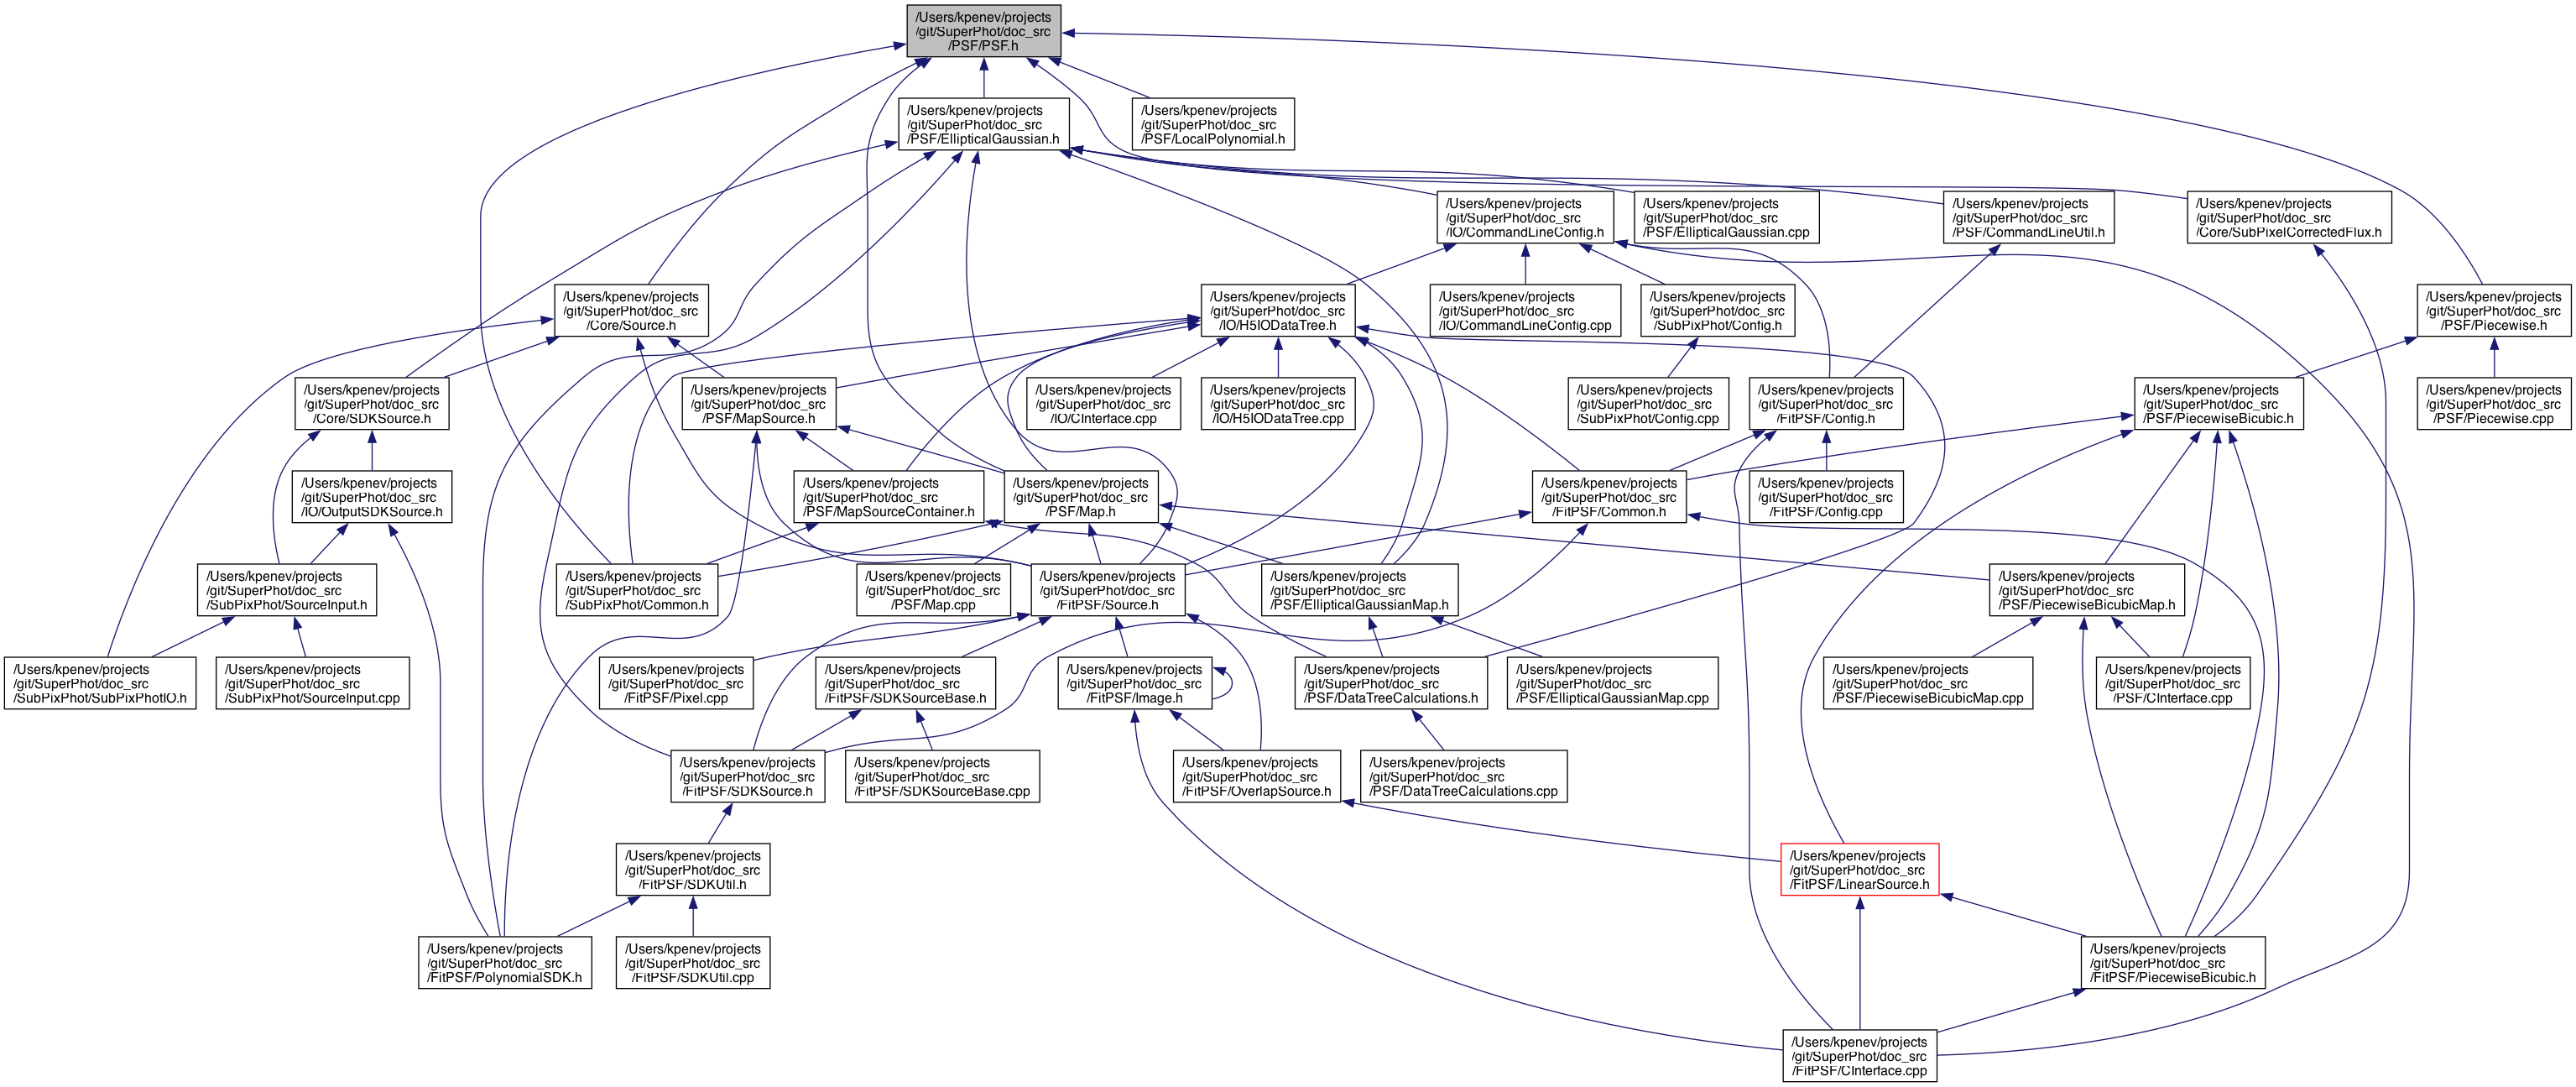 /Users/kpenev/projects
/git/SuperPhot/doc_src
/PSF/PSF.h
/Users/kpenev/projects
/git/SuperPhot/doc_src
/PSF/EllipticalGaussian.h
/Users/kpenev/projects
/git/SuperPhot/doc_src
/PSF/LocalPolynomial.h
/Users/kpenev/projects
/git/SuperPhot/doc_src
/IO/CommandLineConfig.h
/Users/kpenev/projects
/git/SuperPhot/doc_src
/PSF/EllipticalGaussian.cpp
/Users/kpenev/projects
/git/SuperPhot/doc_src
/PSF/CommandLineUtil.h
/Users/kpenev/projects
/git/SuperPhot/doc_src
/Core/SubPixelCorrectedFlux.h
/Users/kpenev/projects
/git/SuperPhot/doc_src
/Core/Source.h
/Users/kpenev/projects
/git/SuperPhot/doc_src
/IO/H5IODataTree.h
/Users/kpenev/projects
/git/SuperPhot/doc_src
/IO/CommandLineConfig.cpp
/Users/kpenev/projects
/git/SuperPhot/doc_src
/SubPixPhot/Config.h
/Users/kpenev/projects
/git/SuperPhot/doc_src
/PSF/Piecewise.h
/Users/kpenev/projects
/git/SuperPhot/doc_src
/Core/SDKSource.h
/Users/kpenev/projects
/git/SuperPhot/doc_src
/PSF/MapSource.h
/Users/kpenev/projects
/git/SuperPhot/doc_src
/IO/CInterface.cpp
/Users/kpenev/projects
/git/SuperPhot/doc_src
/IO/H5IODataTree.cpp
/Users/kpenev/projects
/git/SuperPhot/doc_src
/SubPixPhot/Config.cpp
/Users/kpenev/projects
/git/SuperPhot/doc_src
/FitPSF/Config.h
/Users/kpenev/projects
/git/SuperPhot/doc_src
/PSF/PiecewiseBicubic.h
/Users/kpenev/projects
/git/SuperPhot/doc_src
/PSF/Piecewise.cpp
/Users/kpenev/projects
/git/SuperPhot/doc_src
/IO/OutputSDKSource.h
/Users/kpenev/projects
/git/SuperPhot/doc_src
/PSF/MapSourceContainer.h
/Users/kpenev/projects
/git/SuperPhot/doc_src
/PSF/Map.h
/Users/kpenev/projects
/git/SuperPhot/doc_src
/FitPSF/Common.h
/Users/kpenev/projects
/git/SuperPhot/doc_src
/FitPSF/Config.cpp
/Users/kpenev/projects
/git/SuperPhot/doc_src
/SubPixPhot/SourceInput.h
/Users/kpenev/projects
/git/SuperPhot/doc_src
/SubPixPhot/Common.h
/Users/kpenev/projects
/git/SuperPhot/doc_src
/PSF/Map.cpp
/Users/kpenev/projects
/git/SuperPhot/doc_src
/FitPSF/Source.h
/Users/kpenev/projects
/git/SuperPhot/doc_src
/PSF/EllipticalGaussianMap.h
/Users/kpenev/projects
/git/SuperPhot/doc_src
/PSF/PiecewiseBicubicMap.h
/Users/kpenev/projects
/git/SuperPhot/doc_src
/SubPixPhot/SubPixPhotIO.h
/Users/kpenev/projects
/git/SuperPhot/doc_src
/SubPixPhot/SourceInput.cpp
/Users/kpenev/projects
/git/SuperPhot/doc_src
/FitPSF/Pixel.cpp
/Users/kpenev/projects
/git/SuperPhot/doc_src
/FitPSF/SDKSourceBase.h
/Users/kpenev/projects
/git/SuperPhot/doc_src
/FitPSF/Image.h
/Users/kpenev/projects
/git/SuperPhot/doc_src
/PSF/DataTreeCalculations.h
/Users/kpenev/projects
/git/SuperPhot/doc_src
/PSF/EllipticalGaussianMap.cpp
/Users/kpenev/projects
/git/SuperPhot/doc_src
/PSF/PiecewiseBicubicMap.cpp
/Users/kpenev/projects
/git/SuperPhot/doc_src
/PSF/CInterface.cpp
/Users/kpenev/projects
/git/SuperPhot/doc_src
/FitPSF/SDKSource.h
/Users/kpenev/projects
/git/SuperPhot/doc_src
/FitPSF/SDKSourceBase.cpp
/Users/kpenev/projects
/git/SuperPhot/doc_src
/FitPSF/OverlapSource.h
/Users/kpenev/projects
/git/SuperPhot/doc_src
/PSF/DataTreeCalculations.cpp
/Users/kpenev/projects
/git/SuperPhot/doc_src
/FitPSF/SDKUtil.h
/Users/kpenev/projects
/git/SuperPhot/doc_src
/FitPSF/LinearSource.h
/Users/kpenev/projects
/git/SuperPhot/doc_src
/FitPSF/PolynomialSDK.h
/Users/kpenev/projects
/git/SuperPhot/doc_src
/FitPSF/SDKUtil.cpp
/Users/kpenev/projects
/git/SuperPhot/doc_src
/FitPSF/PiecewiseBicubic.h
/Users/kpenev/projects
/git/SuperPhot/doc_src
/FitPSF/CInterface.cpp